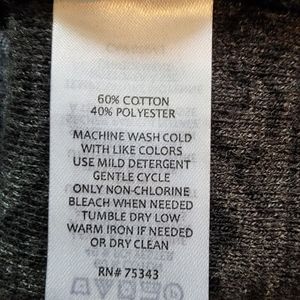 60% COTTON
40% POLYESTER
MACHINE WASH COLD
WITH LIKE COLORS
USE MILD DETERGENT
GENTLE CYCLE
ONLY NON-CHLORINE
BLEACH WHEN NEEDED
TUMBLE DRY LOW
WARM IRON IF NEEDED
OR DRY CLEAN
RN# 75343